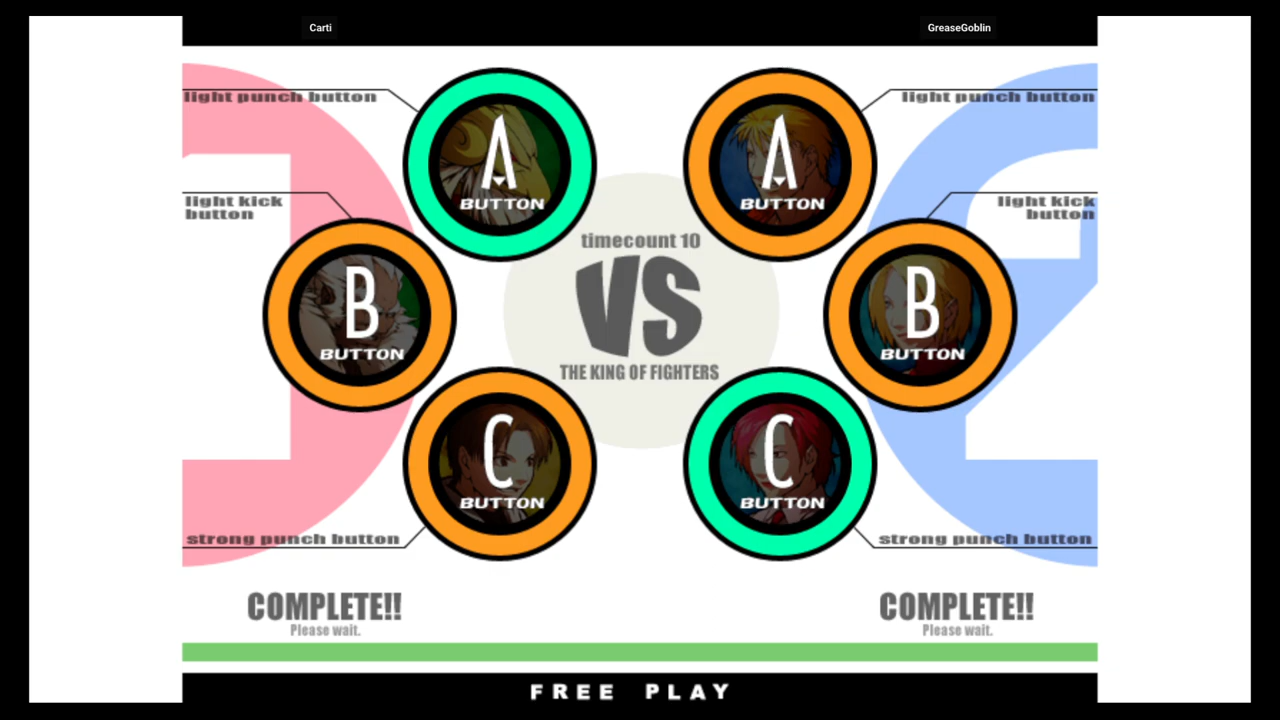 Carti
GreaseGoblin
light punch button
light punch button
A
BUTTON
A
BUTTON
light kick
button
light kick
button
timecount 10
VS
THE KING OF FIGHTERS
B
BUTTON
B
BUTTON
C
BUTTON
C
BUTTON
strong punch button
strong punch button
1
2
COMPLETE!!
Please wait.
COMPLETE!!
Please wait.
FREE PLAY